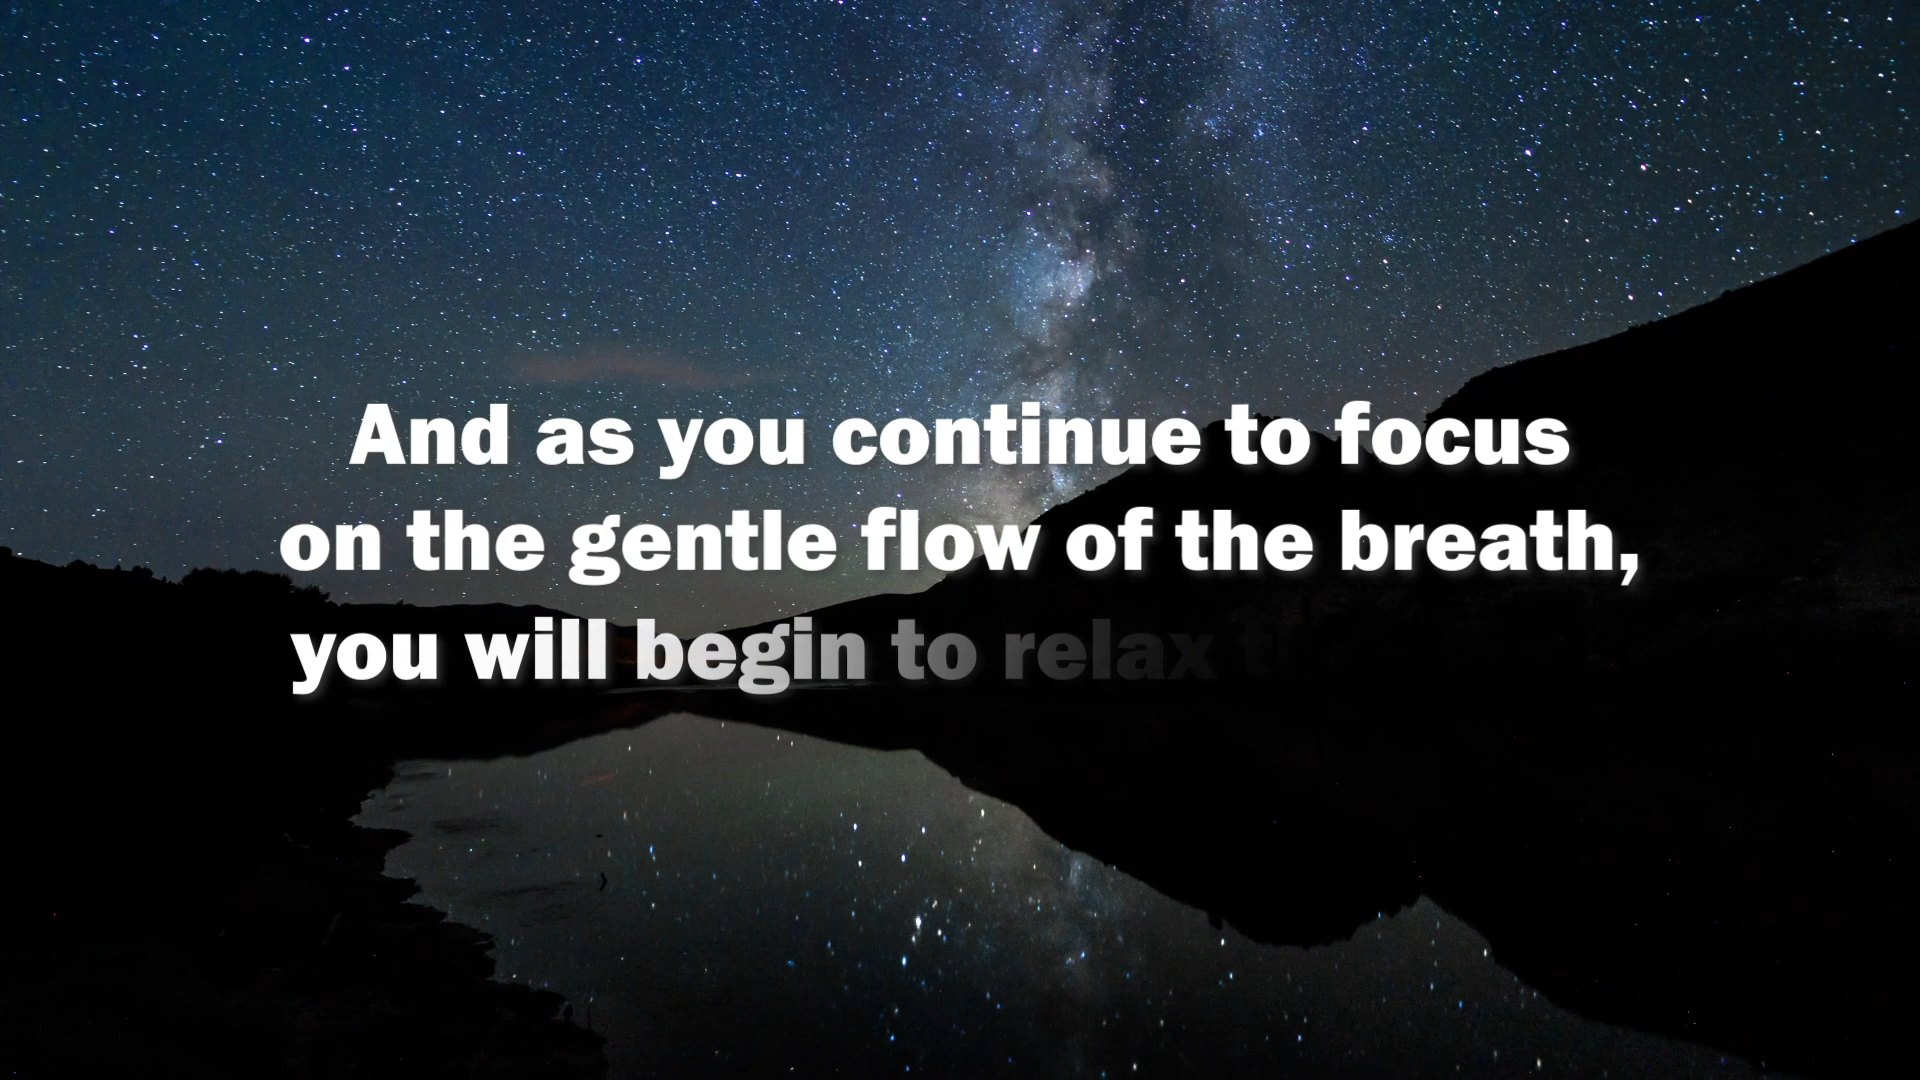 And as you continue to focus
on the gentle flow of the breath,
you will begin to relax